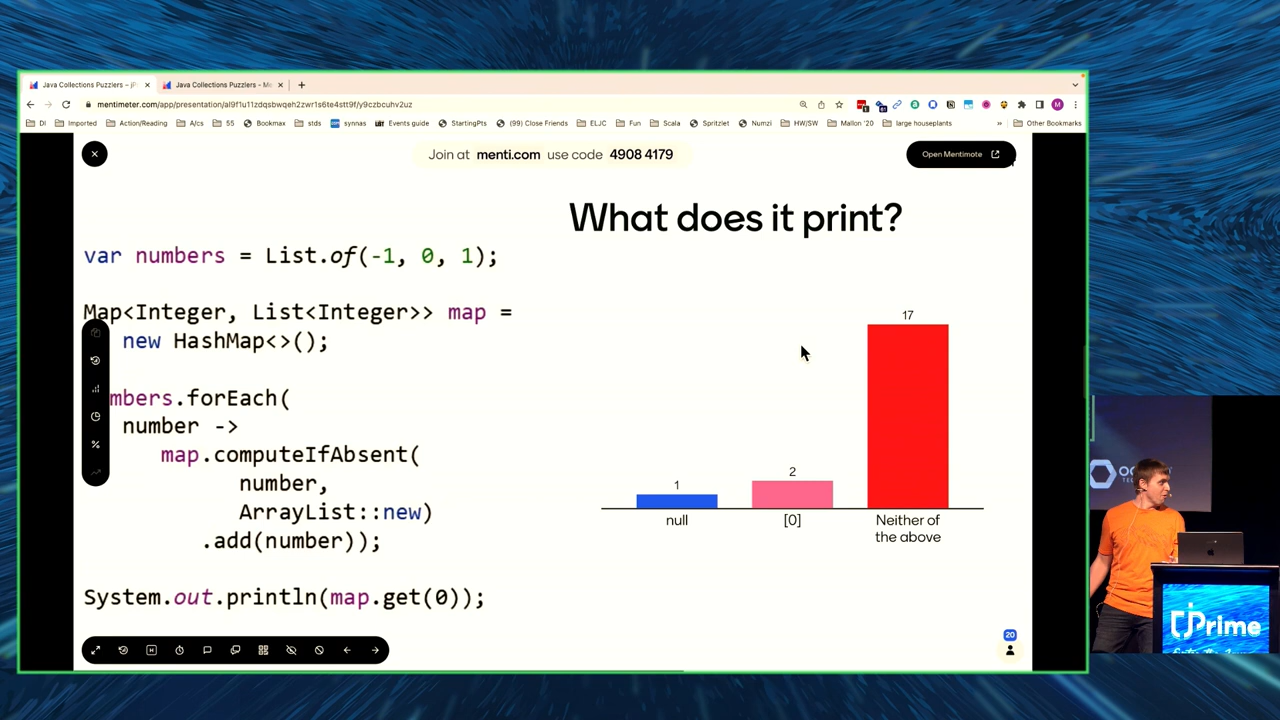 Java Collections Puzzlers – jP
Java Collections Puzzlers - Me
mentimeter.com/app/presentation/al9f1u11zdqsbwqeh2zwr1s6te4stt9f/y9czbcuhv2uz
DI
Imported
Action/Reading
A/cs
55
Bookmax
stds
synnas
Events guide
StartingPts
(99) Close Friends
ELJC
Fun
Scala
Spritzlet
Numzi
HW/SW
Mallon '20
large houseplants
»
Other Bookmarks
Join at menti.com use code 4908 4179
Open Mentimote
What does it print?
var numbers = List.of(-1, 0, 1);
Map<Integer, List<Integer>> map =
new HashMap<>();
mbers.forEach(
number ->
map.computeIfAbsent(
number,
ArrayList::new)
.add(number));
System.out.println(map.get(0));
17
2
1
null
[0]
Neither of
the above
20
Prime